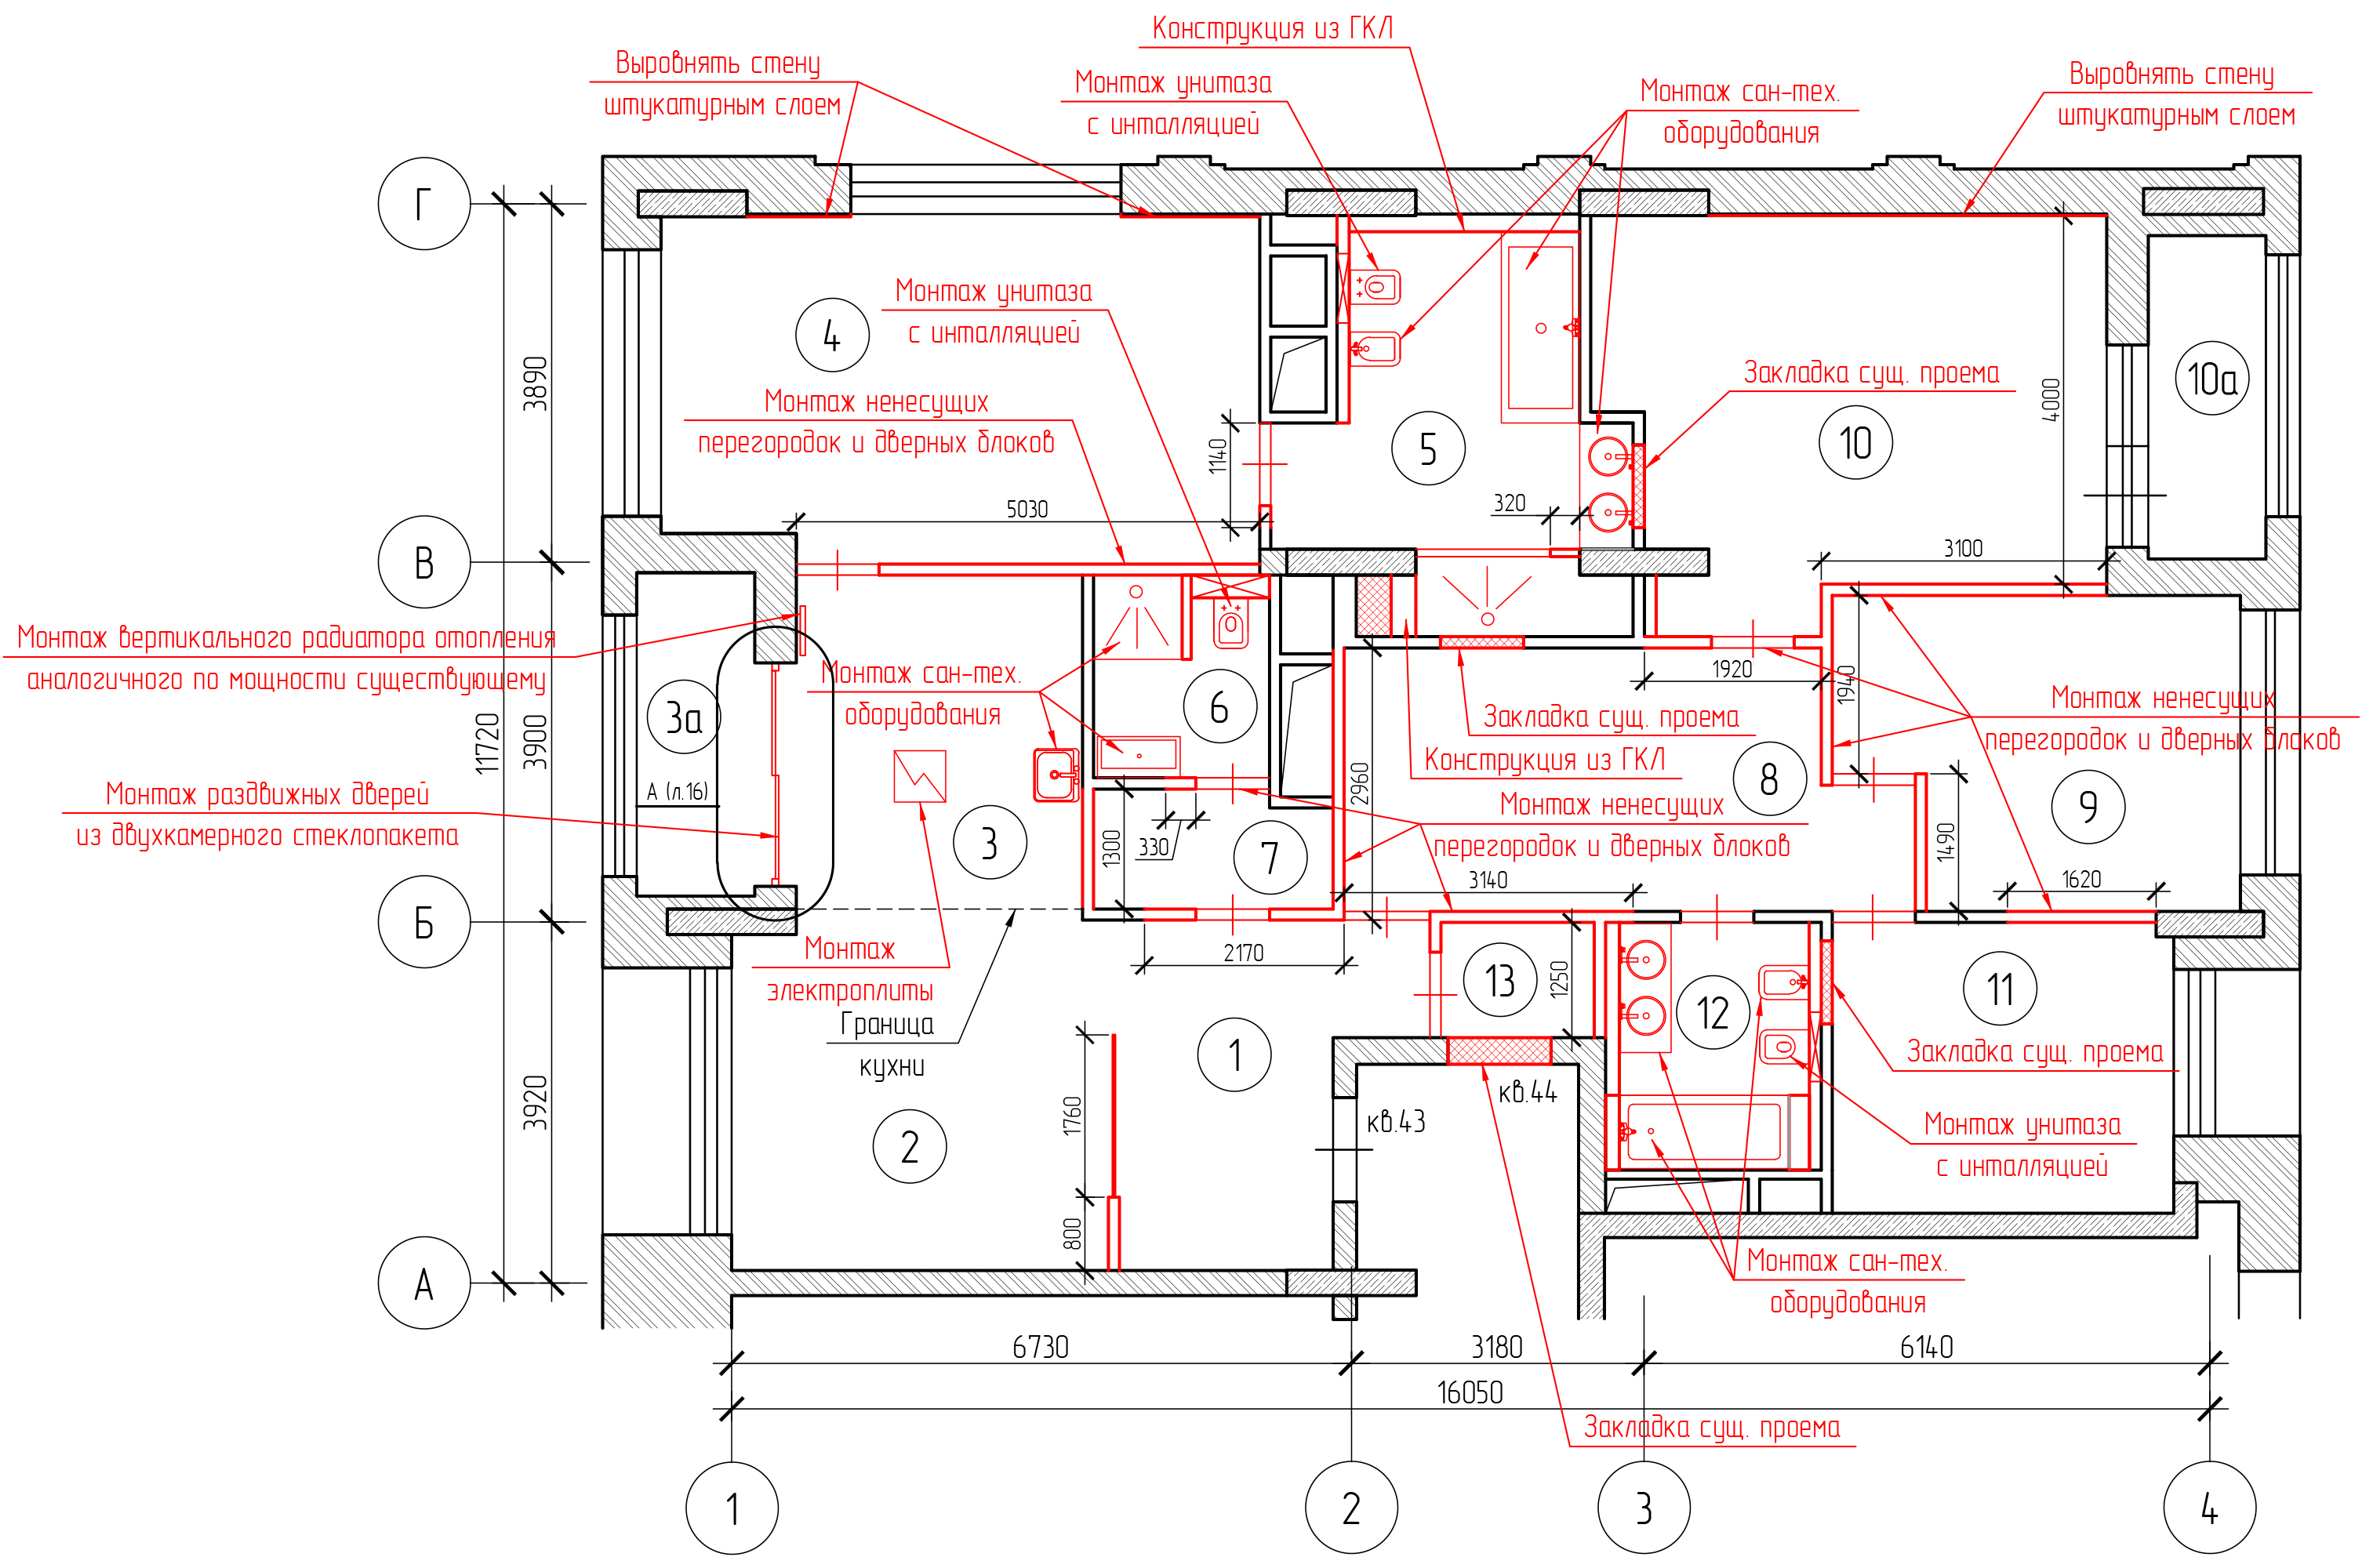 Конструкция из ГКЛ
Выровнять стену
штукатурным слоем
Монтаж унитаза
с инталляцией
Монтаж сан-тех.
оборудования
Выровнять стену
штукатурным слоем
Г
4
Монтаж унитаза
с инталляцией
10а
3890
Закладка сущ. проема
4000
Монтаж ненесущих
перегородок и дверных блоков
1140
5
10
5030
320
3100
В
Монтаж вертикального радиатора отопления
аналогичного по мощности существующему
3а
Монтаж сан-тех.
оборудования
6
1920
1940
Монтаж ненесущих
перегородок и дверных блоков
11720
3900
Закладка сущ. проема
Конструкция из ГКЛ
8
2960
А (л.16)
Монтаж раздвижных дверей
из двухкамерного стеклопакета
Монтаж ненесущих
перегородок и дверных блоков
9
3
1300
330
7
1490
3140
1620
Б
2170
Монтаж
электроплиты
13
1250
12
11
Граница
кухни
1
Закладка сущ. проема
3920
1760
кв.43
кв.44
2
Монтаж унитаза
с инталляцией
800
Монтаж сан-тех.
оборудования
А
6730
3180
6140
16050
Закладка сущ. проема
1
2
3
4